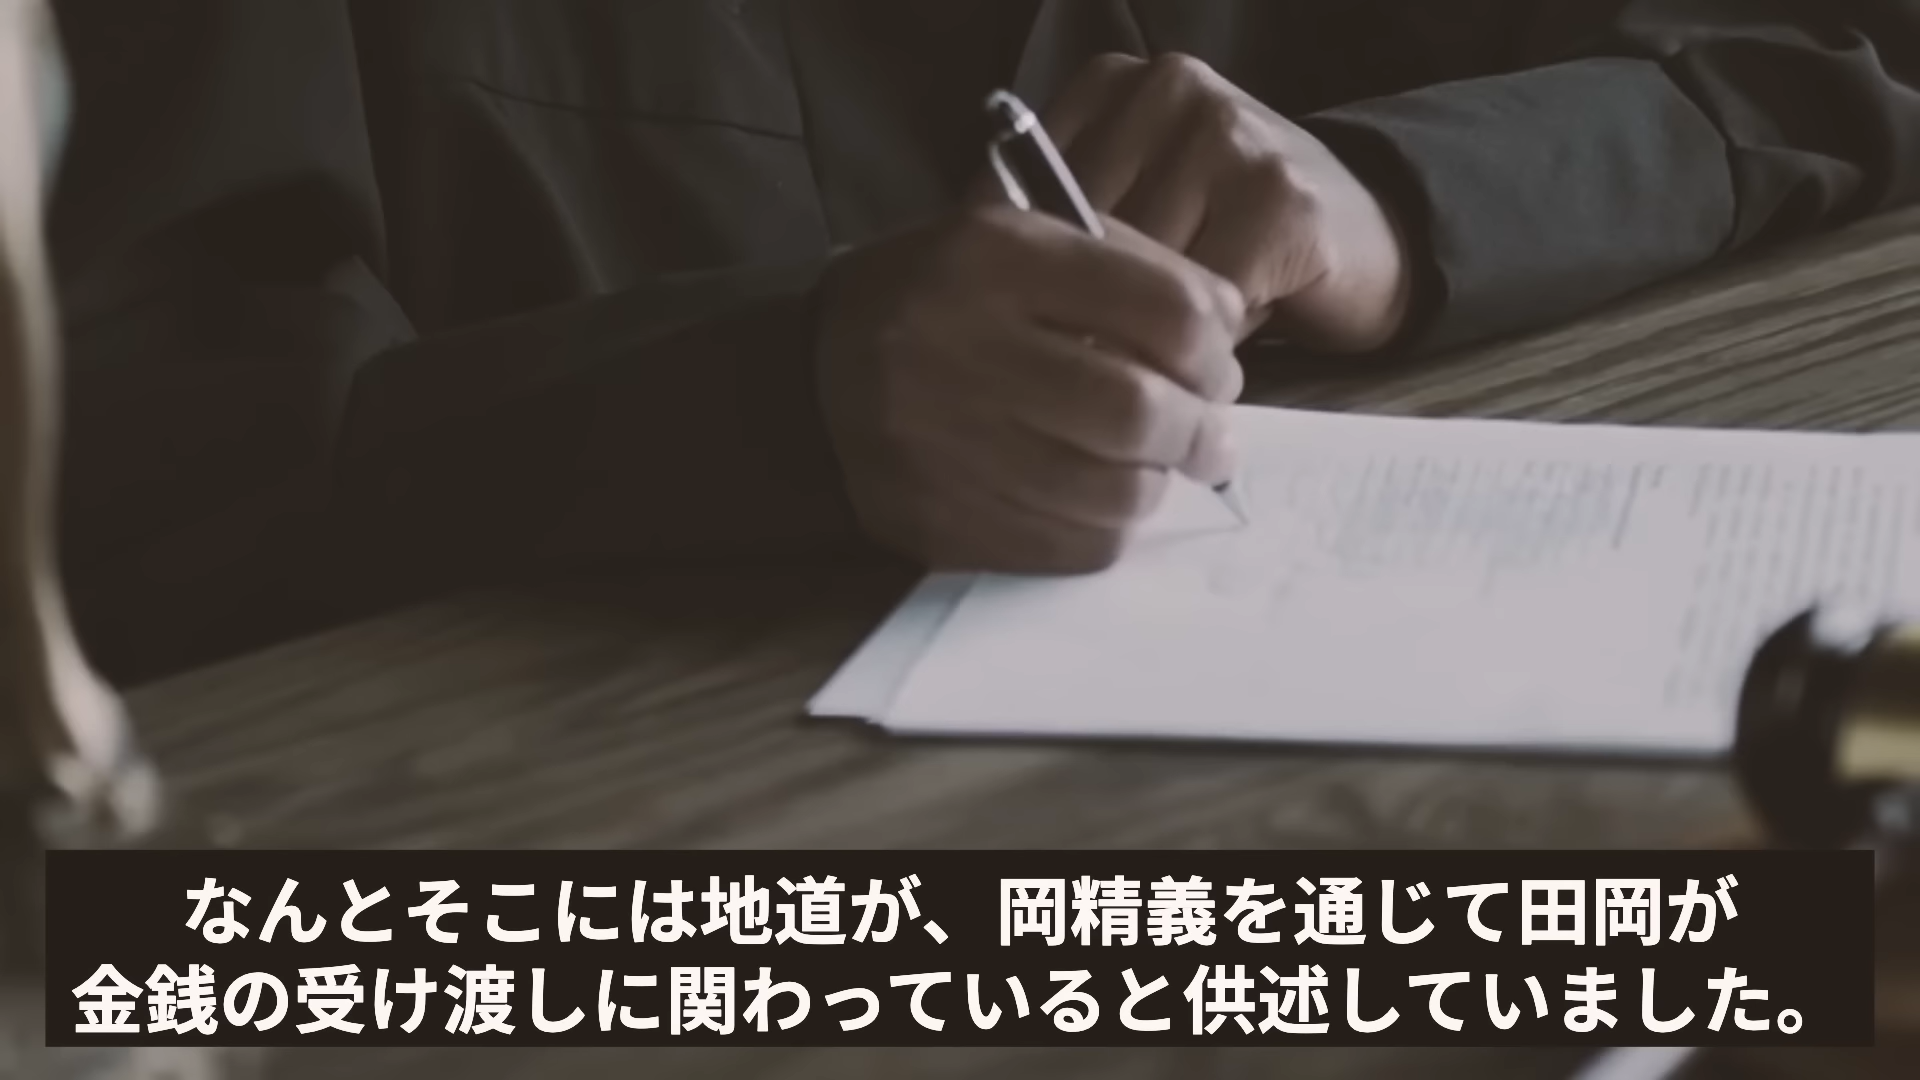 なんとそこには地道が、岡精義を通じて田岡が
金銭の受け渡しに関わっていると供述していました。